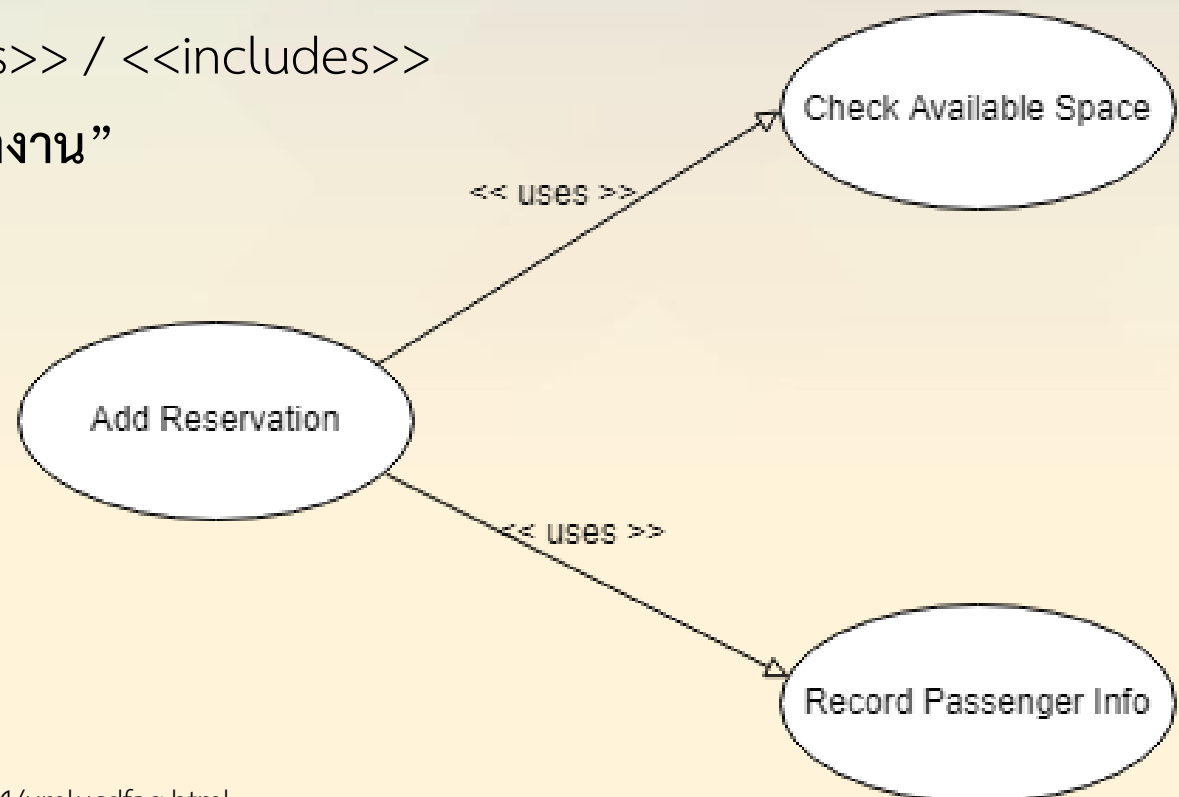 s>> / <<includes>>
งาน”
Check Available Space
<< uses >>
Add Reservation
<< uses >>
Record Passenger Info